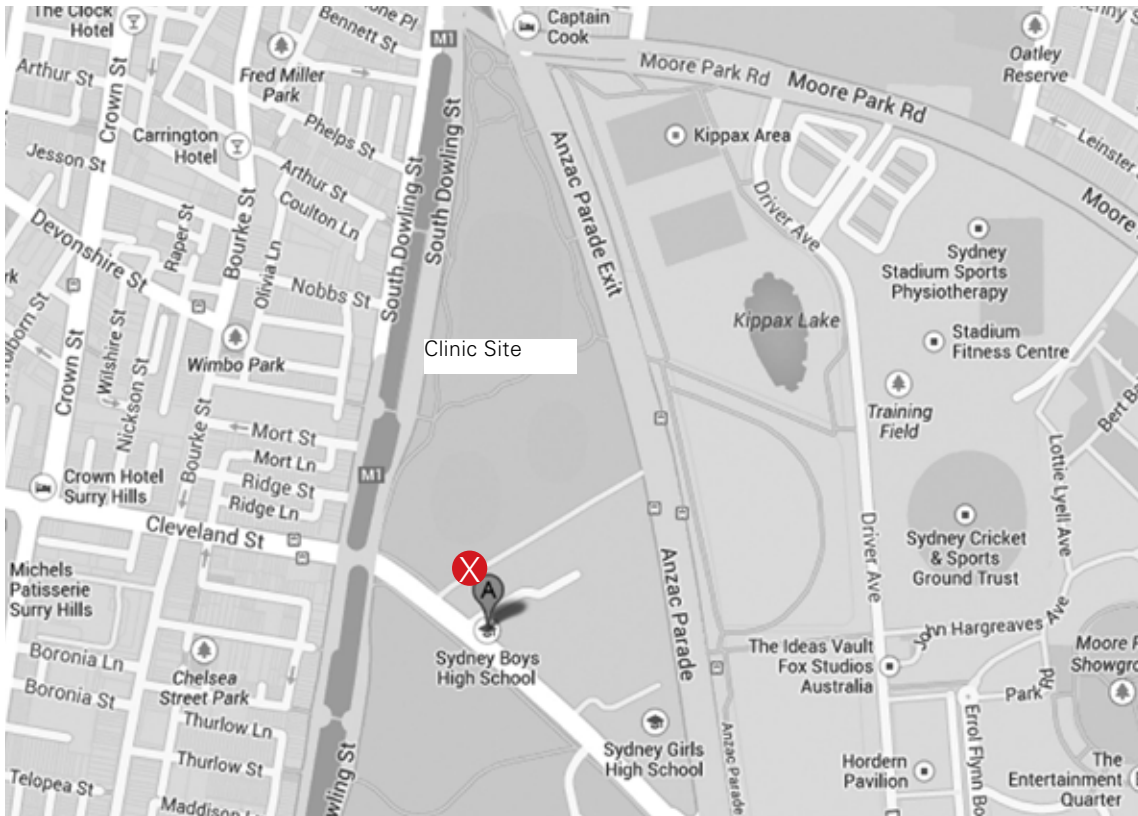 The Clock
Hotel
Bennett St
M1
Captain
Cook
Oatley
Reserve
Arthur St
Crown St
Fred Miller
Park
Moore Park Rd
Moore Park Rd
Kippax Area
Phelps St
Carrington
Hotel
Leinster
Jesson St
Arthur St
Coulton Ln
South Dowling St
South Dowling St
Anzac Parade Exit
Driver Ave
Moore
Devonshire St
Raper St
Bourke St
Olivia Ln
Nobbs St
Sydney
Stadium Sports
Physiotherapy
Kippax Lake
Stadium
Fitness Centre
Holborn St
Crown St
Wilshire St
Nickson St
Wimbo Park
Clinic Site
Training
Field
Bourke St
Mort St
Mort Ln
Ridge St
Ridge Ln
M1
Lottie Lyell Ave
Crown Hotel
Surry Hills
Cleveland St
Driver Ave
Sydney Cricket
& Sports
Ground Trust
Michels
Patisserie
Surry Hills
X
A
Anzac Parade
Sydney Boys
High School
John Hargreaves Ave
The Ideas Vault
Fox Studios
Australia
Boronia Ln
Boronia St
Chelsea
Street Park
Park
Rd
Thurlow Ln
Thurlow St
Sydney Girls
High School
Anzac Parade
Hordern
Pavilion
Errol Flynn
The
Entertainment
Quarter
Telopea St